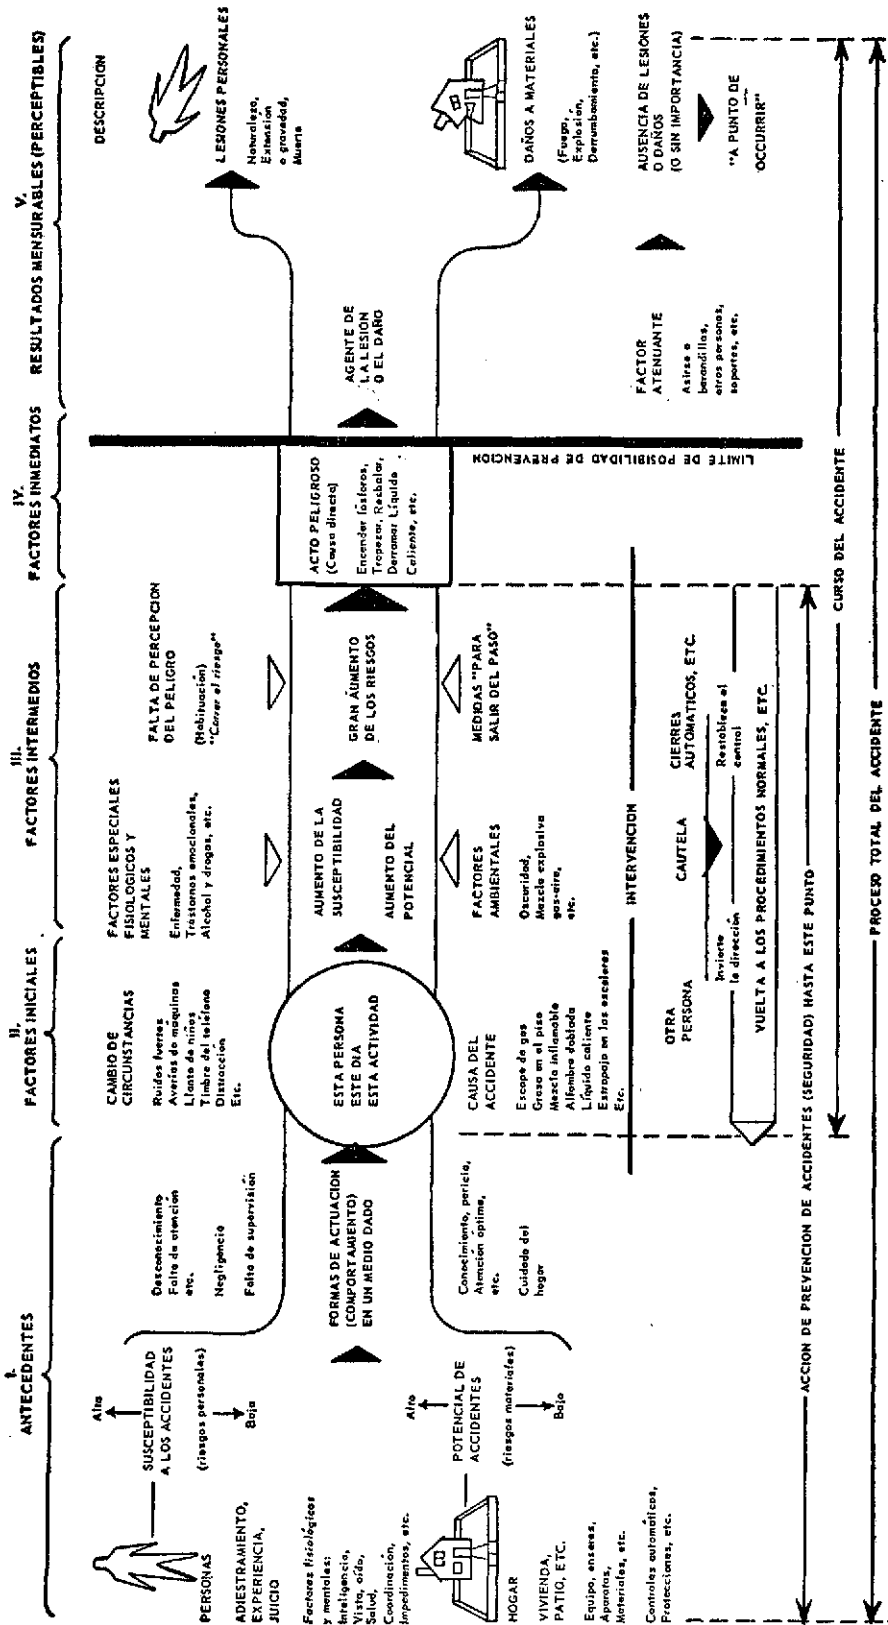 I.
ANTECEDENTES
II.
FACTORES INICIALES
III.
FACTORES INTERMEDIOS
IV.
FACTORES INMEDIATOS
V.
RESULTADOS MENSURABLES (PERCEPTIBLES)
PERSONAS
ADIESTRAMIENTO,
EXPERIENCIA,
JUICIO
Factores fisiológicos
y mentales:
Inteligencia,
Vista, oído,
Salud,
Coordinación,
Impedimentos, etc.
HOGAR
VIVIENDA,
PATIO, ETC.
Equipo, enseres,
Aparatos,
Materiales, etc.
Controles automáticos,
Protecciones, etc.
Alta
SUSCEPTIBILIDAD
A LOS ACCIDENTES
(riesgos personales)
Baja
Alto
POTENCIAL DE
ACCIDENTES
(riesgos materiales)
Bajo
Desconocimiento
Falta de atención
etc.
Negligencia
Falta de supervisión
FORMAS DE ACTUACION
(COMPORTAMIENTO)
EN UN MEDIO DADO
Conocimiento, pericia,
Atención óptima,
etc.
Cuidado del
hogar
CAMBIO DE
CIRCUNSTANCIAS
Ruidos fuertes
Averías de máquinas
Llanto de niños
Timbre del teléfono
Distracción
Etc.
ESTA PERSONA
ESTE DIA
ESTA ACTIVIDAD
CAUSA DEL
ACCIDENTE
Escape de gas
Grasa en el piso
Mezcla inflamable
Alfombra doblada
Líquido caliente
Estropajo en las escaleras
Etc.
FACTORES ESPECIALES
FISIOLOGICOS Y
MENTALES
Enfermedad,
Trastornos emocionales,
Alcohol y drogas, etc.
AUMENTO DE LA
SUSCEPTIBILIDAD
AUMENTO DEL
POTENCIAL
FACTORES
AMBIENTALES
Oscuridad,
Mezcla explosiva
gas-aire,
etc.
FALTA DE PERCEPCION
DEL PELIGRO
(Habituación)
"Correr el riesgo"
GRAN AUMENTO
DE LOS RIESGOS
MEDIDAS "PARA
SALIR DEL PASO"
INTERVENCION
OTRA
PERSONA
CAUTELA
CIERRES
AUTOMATICOS, ETC.
Invierte
la dirección
Restablece el
control
VUELTA A LOS PROCEDIMIENTOS NORMALES, ETC.
ACTO PELIGROSO
(Causa directa)
Encender fósforos,
Tropezar, Resbalar,
Derramar Líquido
Caliente, etc.
LIMITE DE POSIBILIDAD DE PREVENCION
AGENTE DE
LA LESIÓN
O EL DAÑO
FACTOR
ATENUANTE
Asirse a
barandillas,
otras personas,
soportes, etc.
DESCRIPCION
LESIONES PERSONALES
Naturaleza,
Extensión
o gravedad,
Muerte
DAÑOS A MATERIALES
(Fuego,
Explosión,
Derrumbamiento, etc.)
AUSENCIA DE LESIONES
O DAÑOS
(O SIN IMPORTANCIA)
"A PUNTO DE
OCCURRIR"
ACCION DE PREVENCION DE ACCIDENTES (SEGURIDAD) HASTA ESTE PUNTO
CURSO DEL ACCIDENTE
PROCESO TOTAL DEL ACCIDENTE